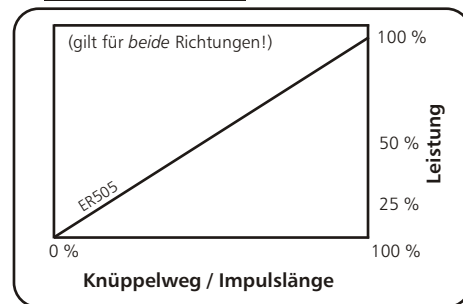 (gilt für beide Richtungen!)
100 %
50 %
25 %
Leistung
ER505
0 %
100 %
Knüppelweg / Impulslänge